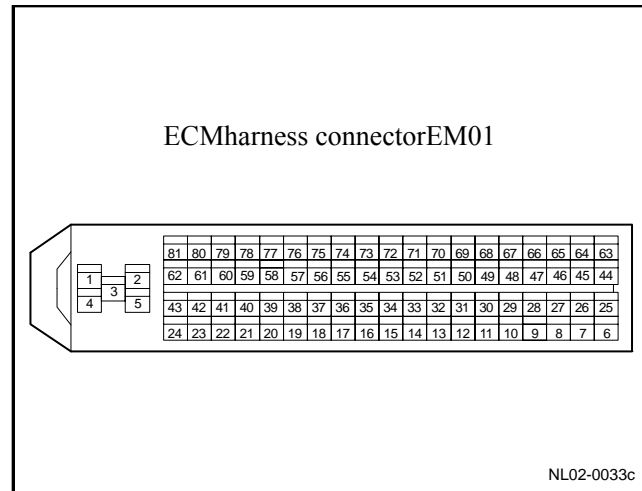 ECMharness connectorEM01
81 80 79 78 77 76 75 74 73 72 71 70 69 68 67 66 65 64 63
1 2 62 61 60 59 58 57 56 55 54 53 52 51 50 49 48 47 46 45 44
3
4 5 43 42 41 40 39 38 37 36 35 34 33 32 31 30 29 28 27 26 25
24 23 22 21 20 19 18 17 16 15 14 13 12 11 10 9 8 7 6
NL02-0033c